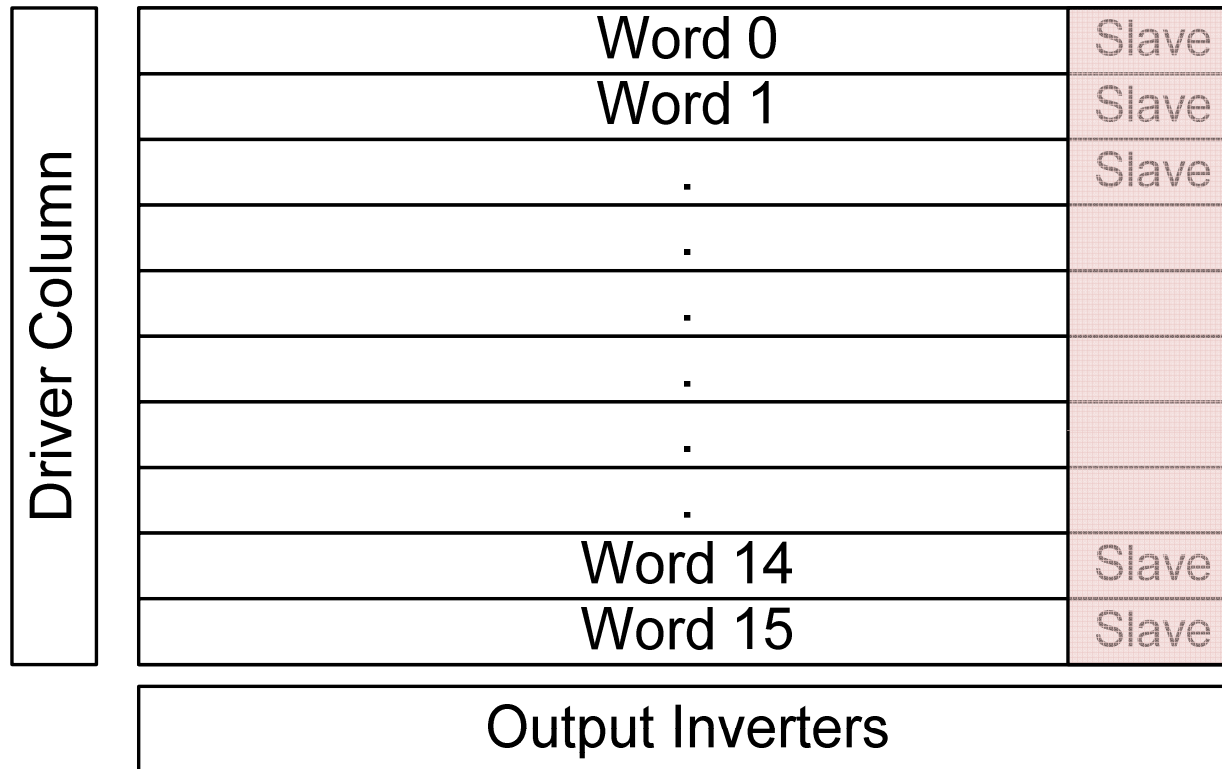 Driver Column
Word 0 Slave
Word 1 Slave
. Slave
.
.
.
.
.
Word 14 Slave
Word 15 Slave
Output Inverters